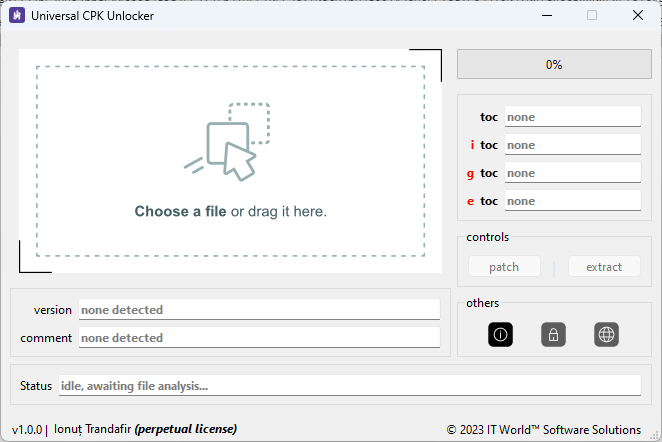 Universal CPK Unlocker
Choose a file or drag it here.
0%
toc none
i toc none
g toc none
e toc none
controls
patch | extract
version none detected
comment none detected
others
Status idle, awaiting file analysis...
v1.0.0 | Ionuț Trandafir (perpetual license)
© 2023 IT World™ Software Solutions